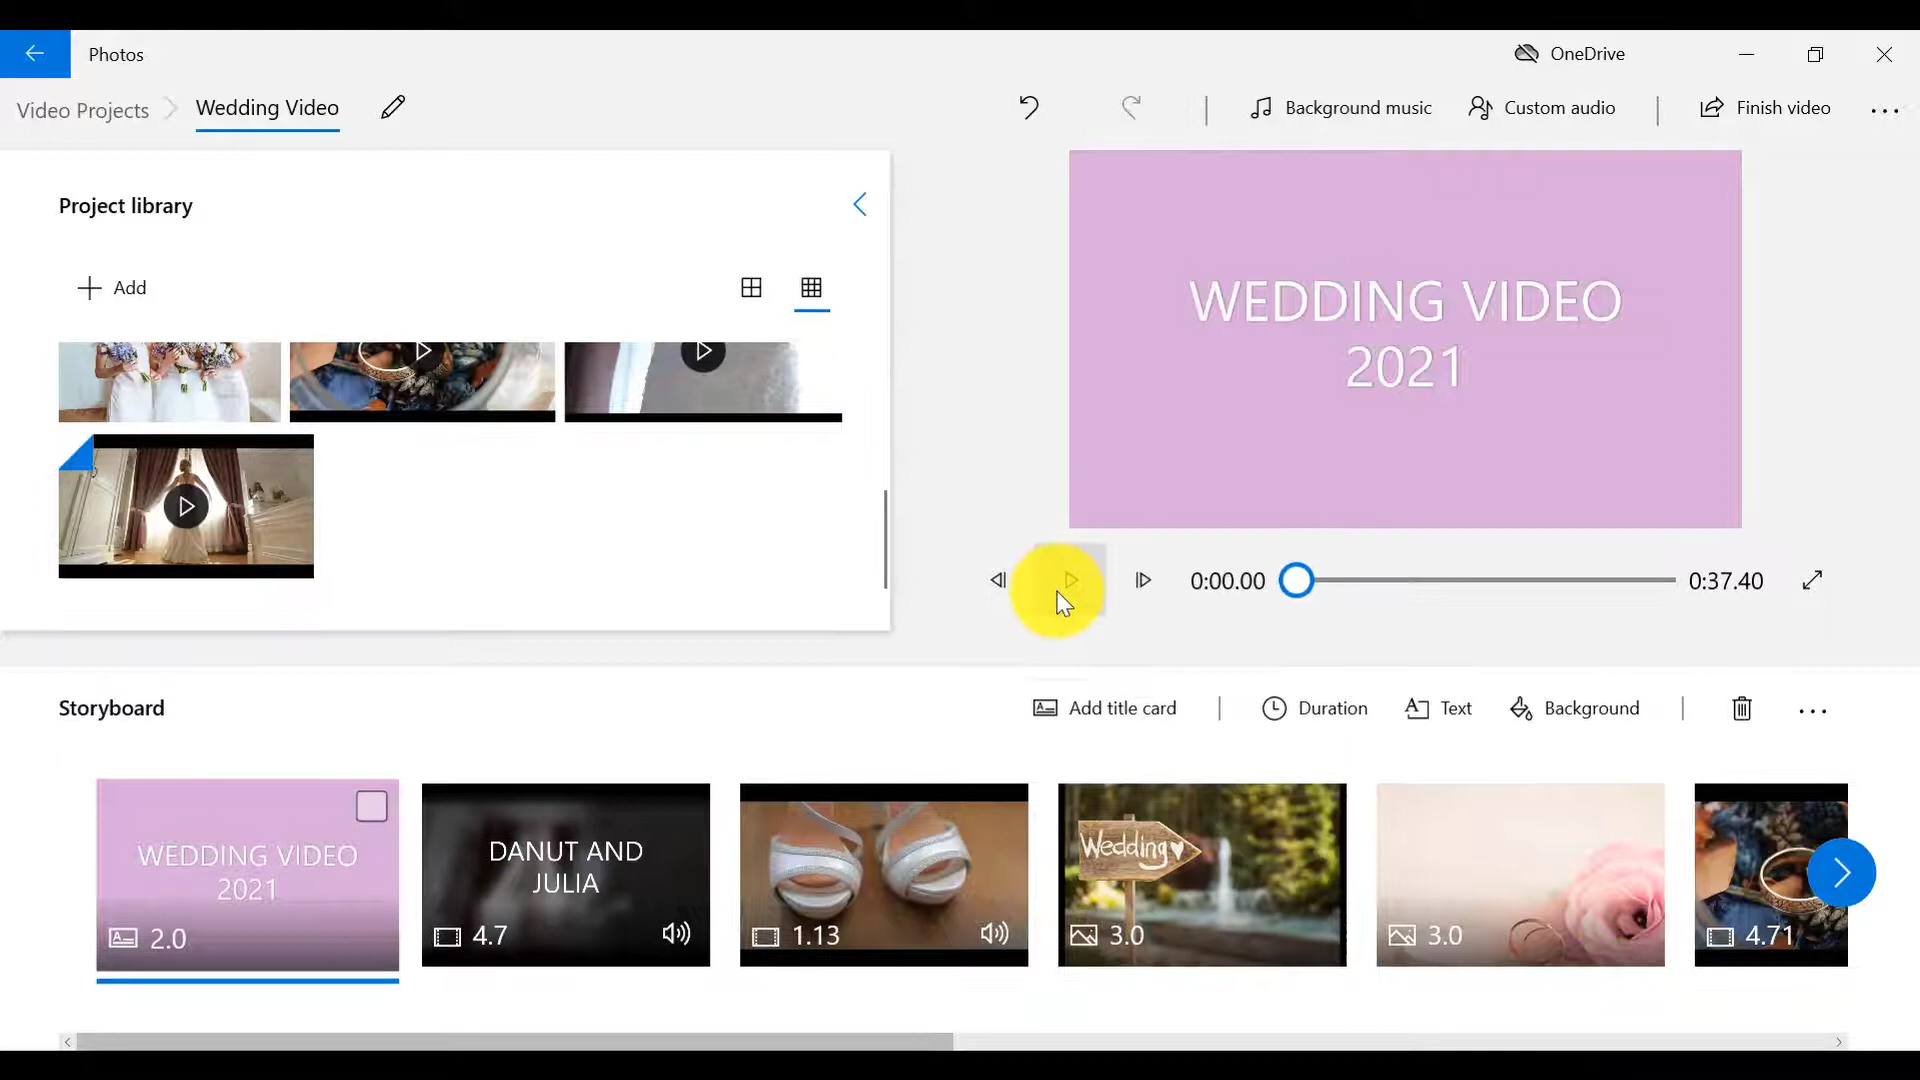 Photos
OneDrive
Video Projects
Wedding Video
Background music
Custom audio
Finish video
Project library
Add
WEDDING VIDEO
2021
0:00.00
0:37.40
Storyboard
Add title card
Duration
Text
Background
WEDDING VIDEO
2021
2.0
DANUT AND
JULIA
4.7
1.13
Wedding
3.0
3.0
4.71